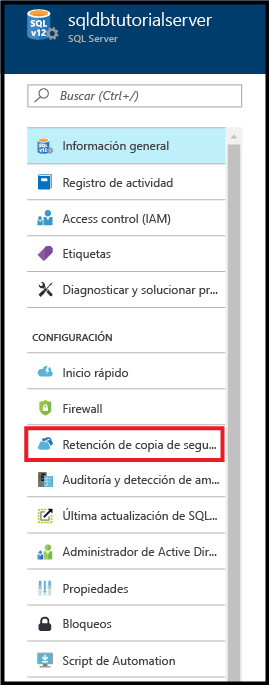 SQL
v12
sqldbtutorialserver
SQL Server
Buscar (Ctrl+/)
Información general
Registro de actividad
Access control (IAM)
Etiquetas
Diagnosticar y solucionar pr...
CONFIGURACIÓN
Inicio rápido
Firewall
Retención de copia de segu...
Auditoría y detección de am...
Última actualización de SQL...
Administrador de Active Dir...
Propiedades
Bloqueos
Script de Automation